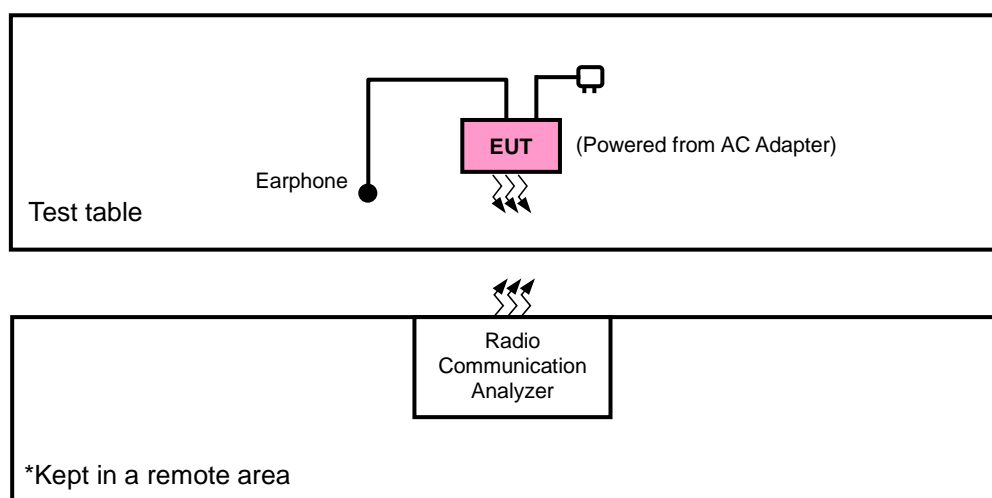 EUT
(Powered from AC Adapter)
Earphone
Test table
Radio
Communication
Analyzer
*Kept in a remote area